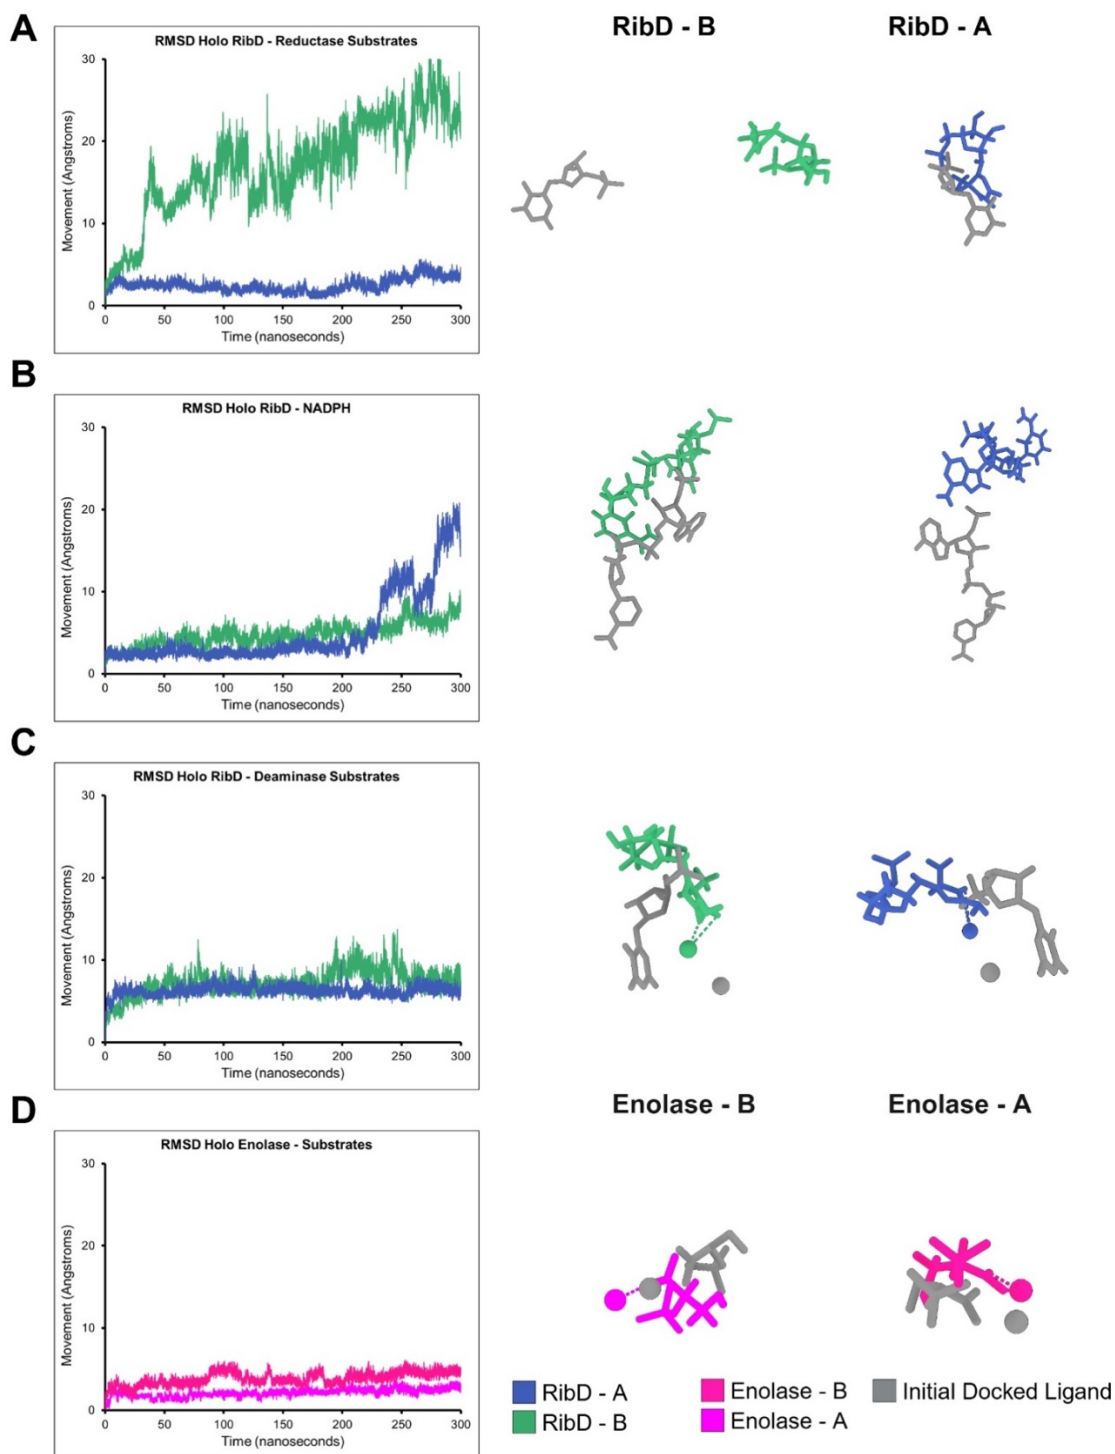 A
RibD - B
RibD - A
RMSD Holo RibD - Reductase Substrates
30
20
10
0
Movement (Angstroms)
0 50 100 150 200 250 300
Time (nanoseconds)
B
RMSD Holo RibD - NADPH
30
20
10
0
Movement (Angstroms)
0 50 100 150 200 250 300
Time (nanoseconds)
C
RMSD Holo RibD - Deaminase Substrates
30
20
10
0
Movement (Angstroms)
0 50 100 150 200 250 300
Time (nanoseconds)
D
Enolase - B
Enolase - A
RMSD Holo Enolase - Substrates
30
20
10
0
Movement (Angstroms)
0 50 100 150 200 250 300
Time (nanoseconds)
RibD - A
RibD - B
Enolase - B
Enolase - A
Initial Docked Ligand